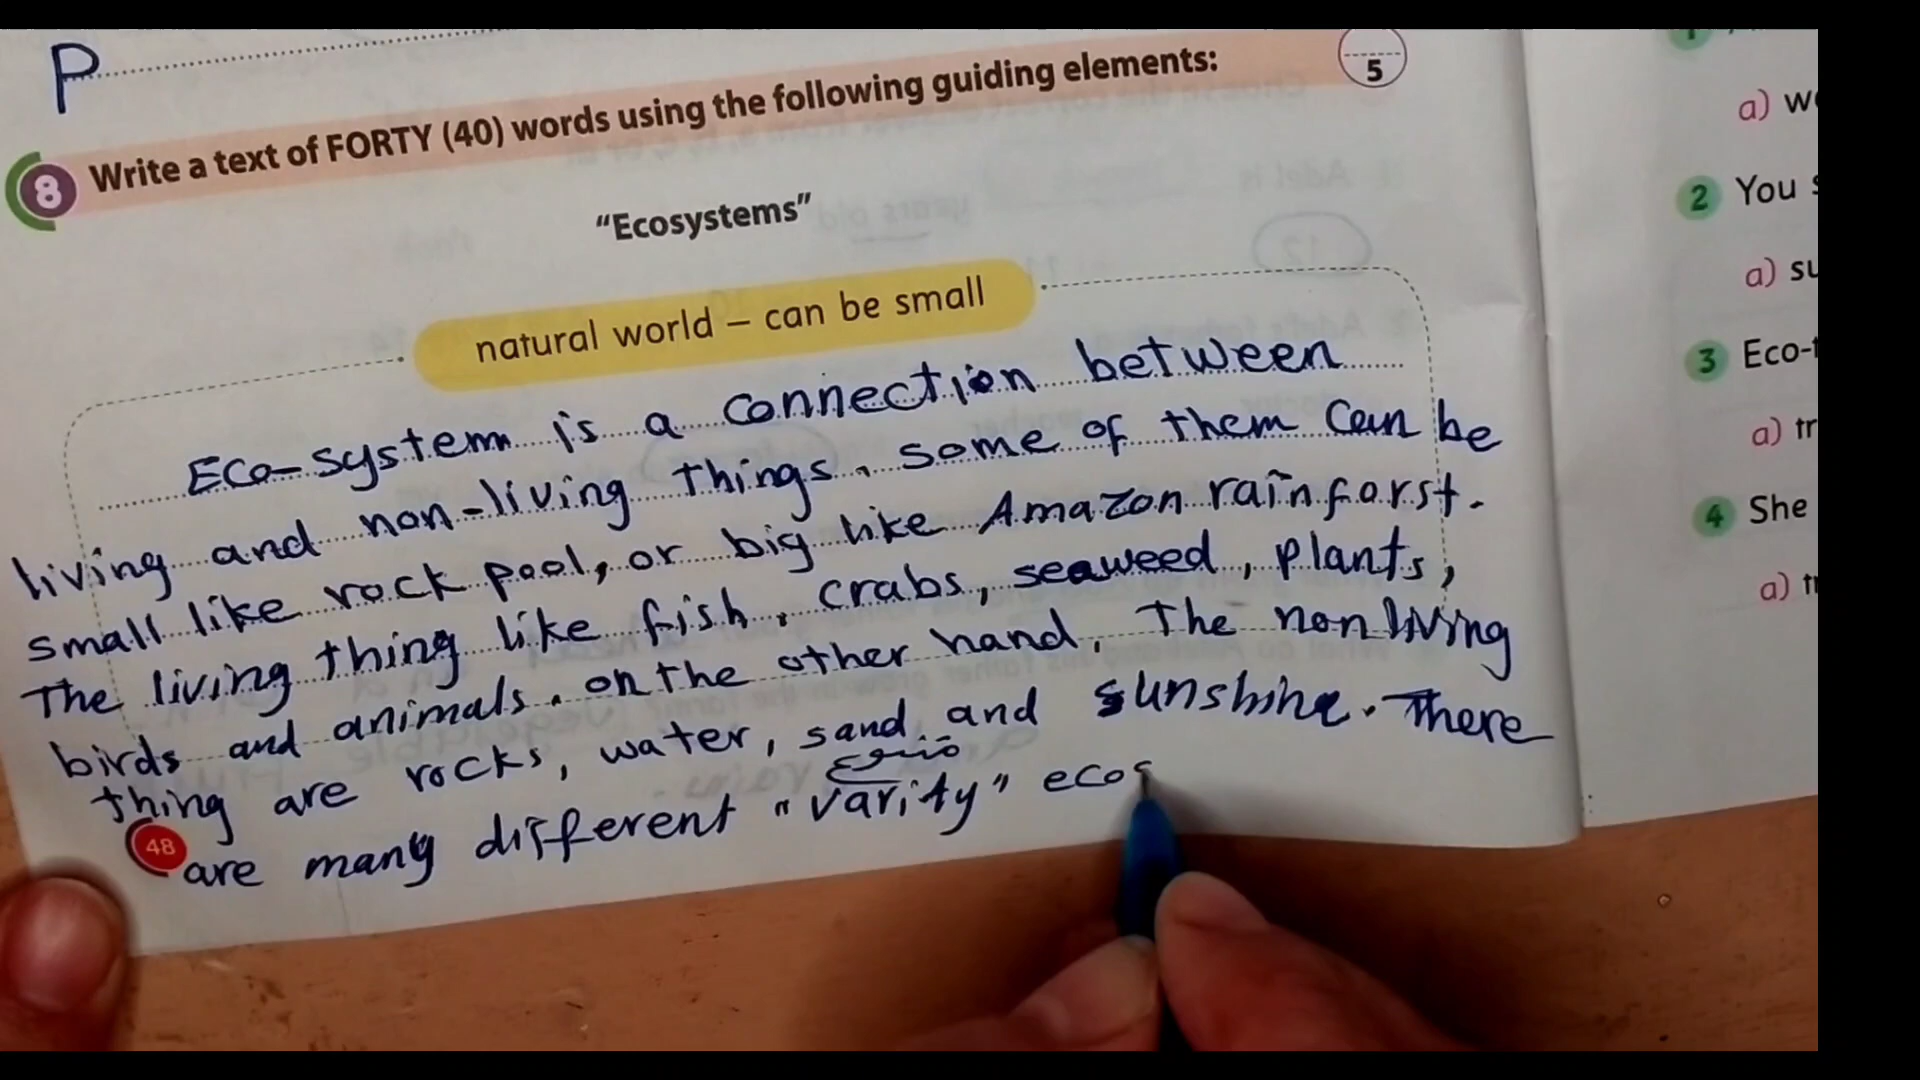 P
5
8 Write a text of FORTY (40) words using the following guiding elements:
"Ecosystems"
natural world – can be small
Eco-system is a connection between
living and non-living things. some of them can be
small like rock pool, or big like Amazon rainforst.
The living thing like fish, crabs, seaweed, plants,
birds and animals. on the other hand. The non living
thing are rocks, water, sand and sunshine. There
متنوع
are many different "varity" ecos
48
a) w
2 You s
a) su
3 Eco-t
a) tr
4 She
a) t